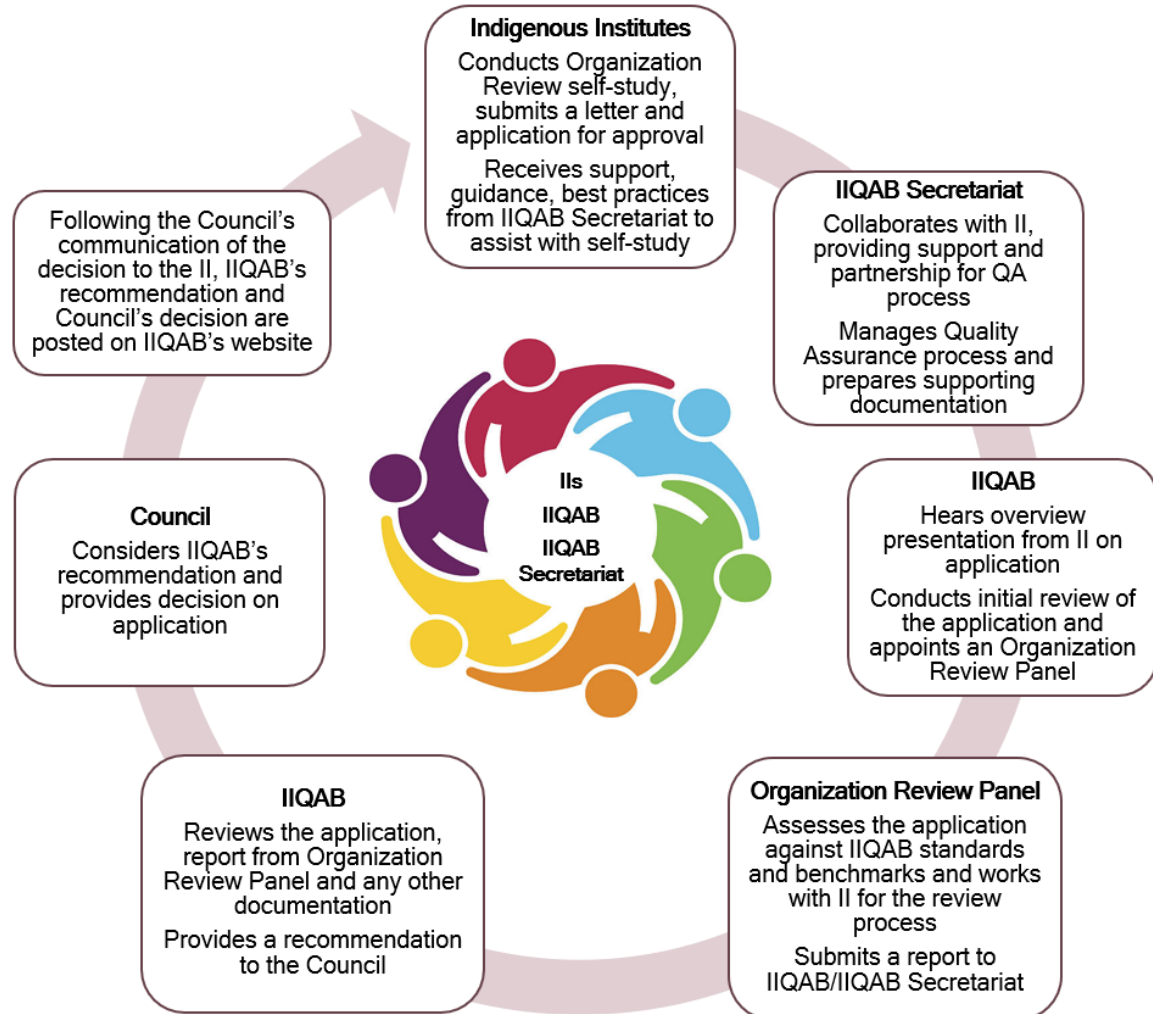 Indigenous Institutes
Conducts Organization
Review self-study,
submits a letter and
application for approval
Receives support,
guidance, best practices
from IIQAB Secretariat to
assist with self-study
IIQAB Secretariat
Collaborates with II,
providing support and
partnership for QA
process
Manages Quality
Assurance process and
prepares supporting
documentation
IIQAB
Hears overview
presentation from II on
application
Conducts initial review of
the application and
appoints an Organization
Review Panel
Organization Review Panel
Assesses the application
against IIQAB standards
and benchmarks and works
with II for the review
process
Submits a report to
IIQAB/IIQAB Secretariat
IIQAB
Reviews the application,
report from Organization
Review Panel and any other
documentation
Provides a recommendation
to the Council
Council
Considers IIQAB’s
recommendation and
provides decision on
application
Following the Council’s
communication of the
decision to the II, IIQAB’s
recommendation and
Council’s decision are
posted on IIQAB’s website
IIs
IIQAB
IIQAB
Secretariat